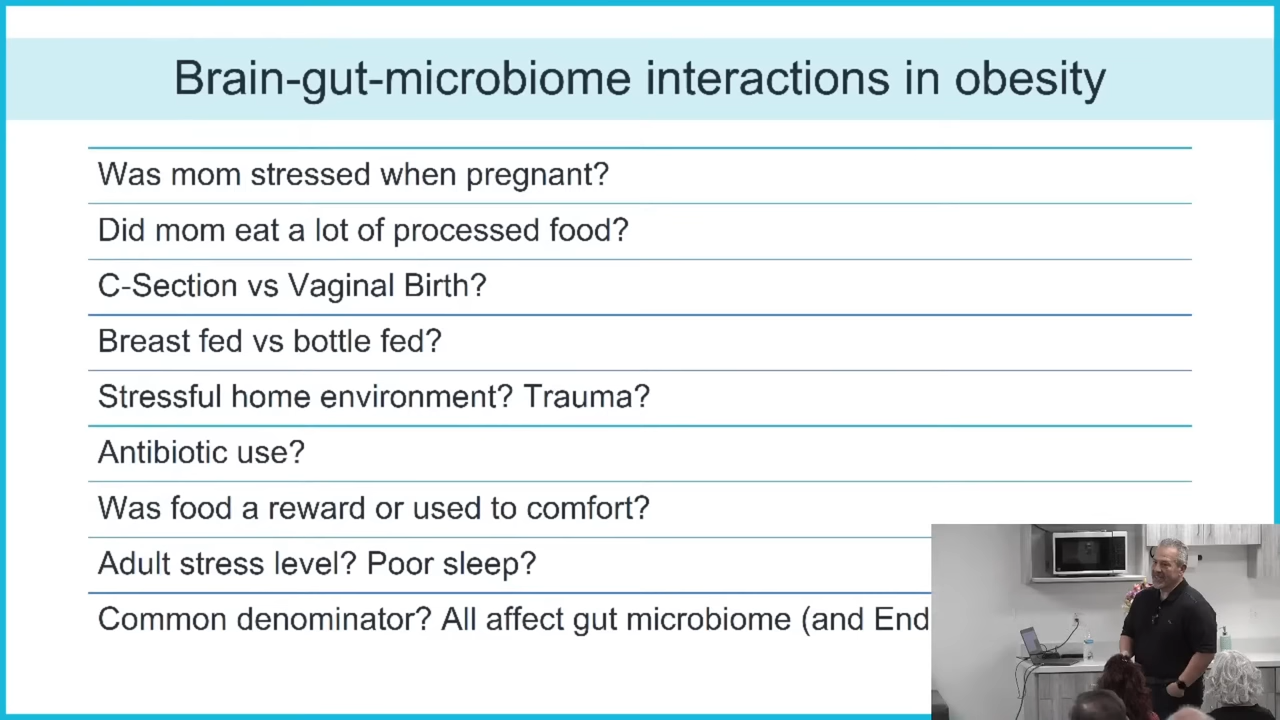 Brain-gut-microbiome interactions in obesity
Was mom stressed when pregnant?
Did mom eat a lot of processed food?
C-Section vs Vaginal Birth?
Breast fed vs bottle fed?
Stressful home environment? Trauma?
Antibiotic use?
Was food a reward or used to comfort?
Adult stress level? Poor sleep?
Common denominator? All affect gut microbiome (and End